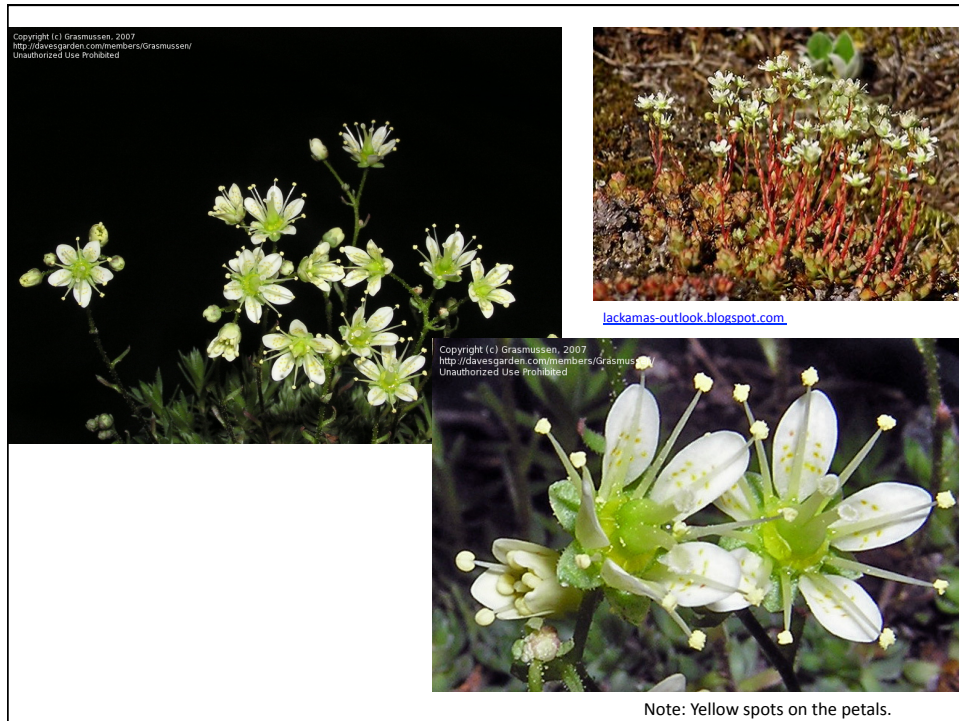 Copyright (c) Grasmussen, 2007
http://davesgarden.com/members/Grasmussen/
Unauthorized Use Prohibited
lackamas-outlook.blogspot.com
Copyright (c) Grasmussen, 2007
http://davesgarden.com/members/Grasmussen/
Unauthorized Use Prohibited
Note: Yellow spots on the petals.